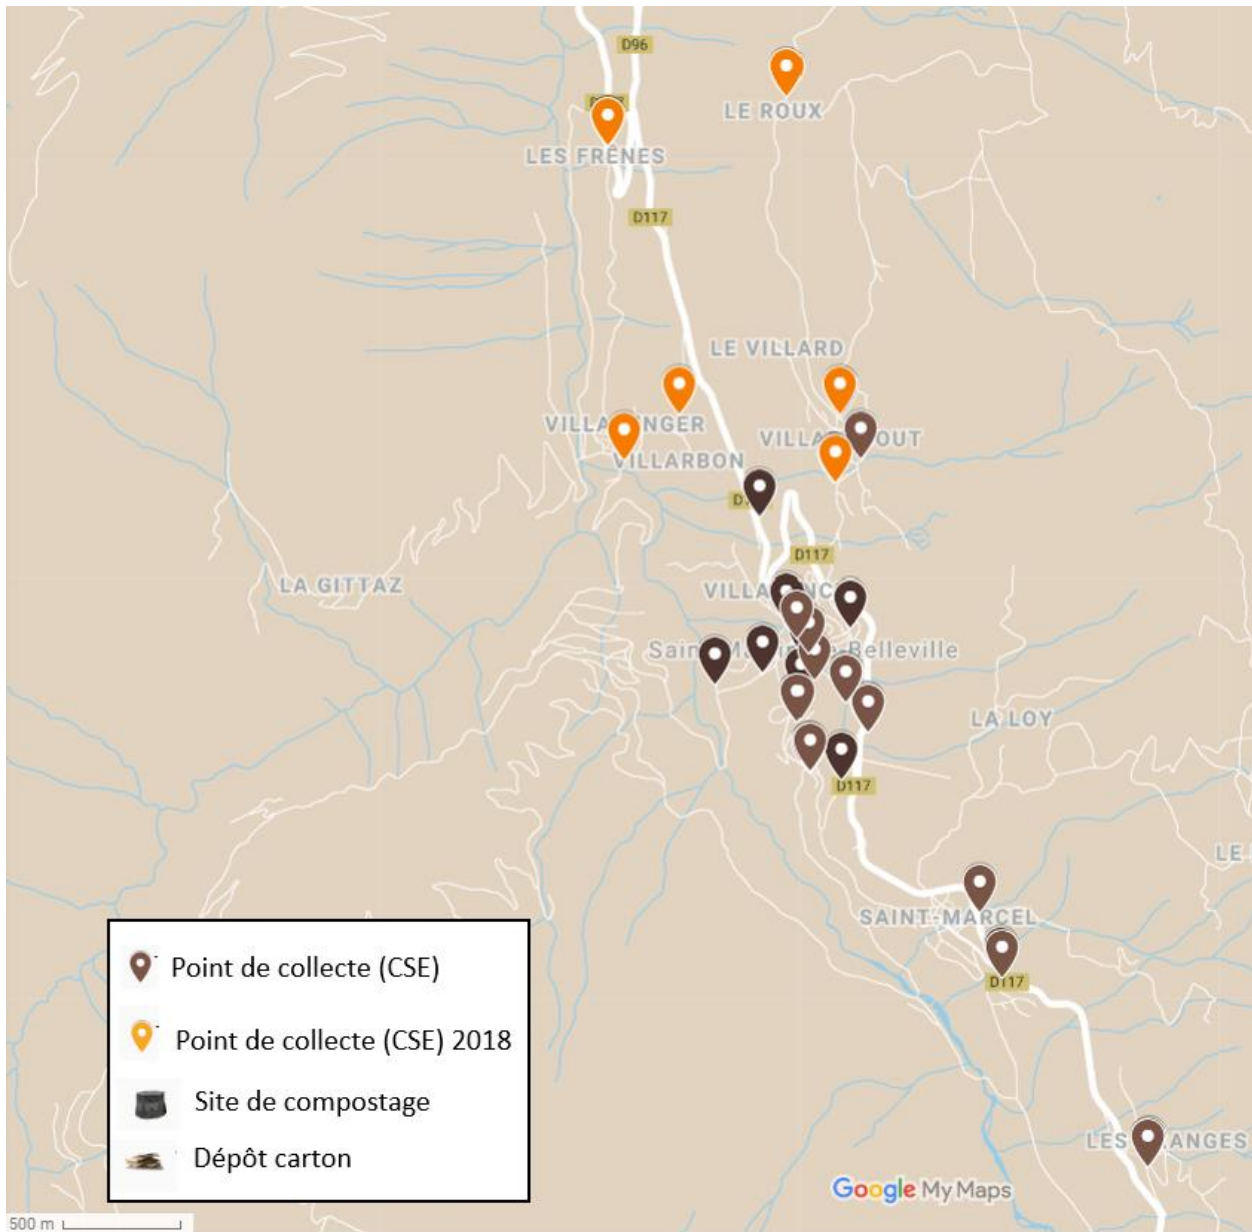 D96
LE ROUX
LES FRÊNES
D117
LE VILLARD
VILLARBON
D117
LA GITTAZ
LA LOY
D117
LE
SAINT-MARCEL
D117
Point de collecte (CSE)
Point de collecte (CSE) 2018
Site de compostage
Dépôt carton
Google My Maps
500 m